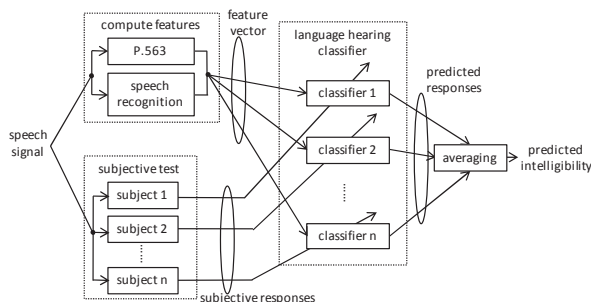 compute features
P.563
speech
recognition
feature
vector
language hearing
classifier
classifier 1
classifier 2
......
classifier n
speech
signal
subjective test
subject 1
subject 2
......
subject n
subjective responses
predicted
responses
averaging
predicted
intelligibility